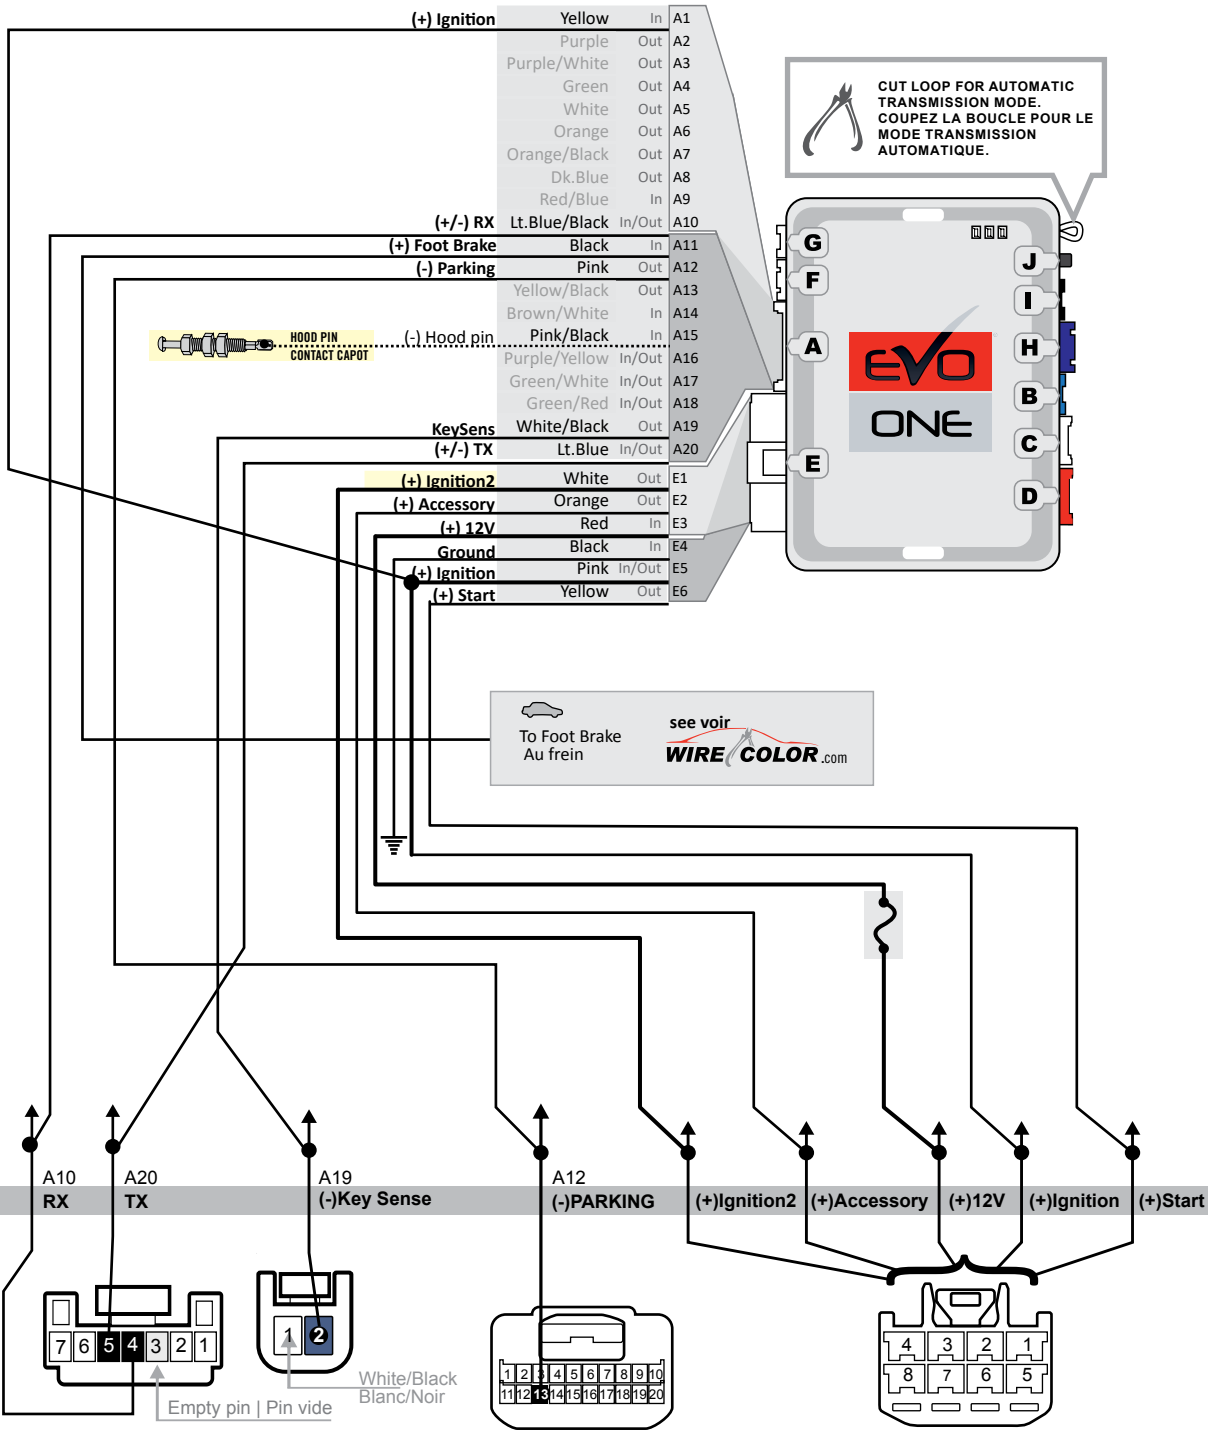 (+) Ignition Yellow In A1
Purple Out A2
Purple/White Out A3
Green Out A4
White Out A5
Orange Out A6
Orange/Black Out A7
Dk.Blue Out A8
Red/Blue In A9
(+/-) RX Lt.Blue/Black In/Out A10
(+) Foot Brake Black In A11
(-) Parking Pink Out A12
Yellow/Black Out A13
Brown/White In A14
(-) Hood pin Pink/Black In A15
Purple/Yellow In/Out A16
Green/White In/Out A17
Green/Red In/Out A18
KeySens White/Black Out A19
(+/-) TX Lt.Blue In/Out A20
(+) Ignition2 White Out E1
(+) Accessory Orange Out E2
(+) 12V Red In E3
Ground Black In E4
(+) Ignition Pink In/Out E5
(+) Start Yellow Out E6
HOOD PIN
CONTACT CAPOT
CUT LOOP FOR AUTOMATIC
TRANSMISSION MODE.
COUPEZ LA BOUCLE POUR LE
MODE TRANSMISSION
AUTOMATIQUE.
G
F
A
E
J
I
H
B
C
D
EVO
ONE
To Foot Brake
Au frein
see voir
WIRE COLOR .com
A10
RX
A20
TX
A19
(-)Key Sense
A12
(-)PARKING
(+)Ignition2
(+)Accessory
(+)12V
(+)Ignition
(+)Start
7 6 5 4 3 2 1
Empty pin | Pin vide
1 2
White/Black
Blanc/Noir
1 2 3 4 5 6 7 8 9 10
11 12 13 14 15 16 17 18 19 20
4 3 2 1
8 7 6 5